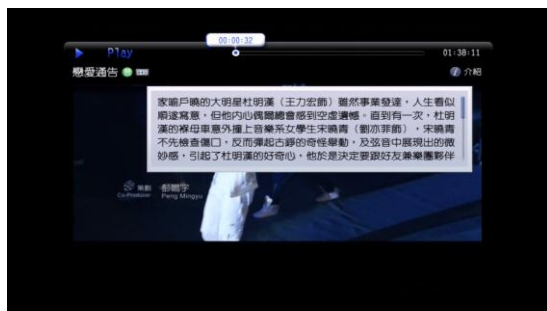 00:00:32
Play
01:38:11
戀愛通告
介紹
家喻戶曉的大明星杜明漢（王力宏飾）雖然事業發達，人生看似
順遂寫意，但他內心偶爾總會感到空虛遺憾。直到有一次，杜明
漢的褓母車意外撞上音樂系女學生宋曉青（劉亦菲飾），宋曉青
不先檢查傷口，反而彈起古錚的奇怪舉動，及弦音中展現出的微
妙感，引起了杜明漢的好奇心，他於是決定要跟好友兼樂團夥伴
Co-Producer
Peng Mingyu